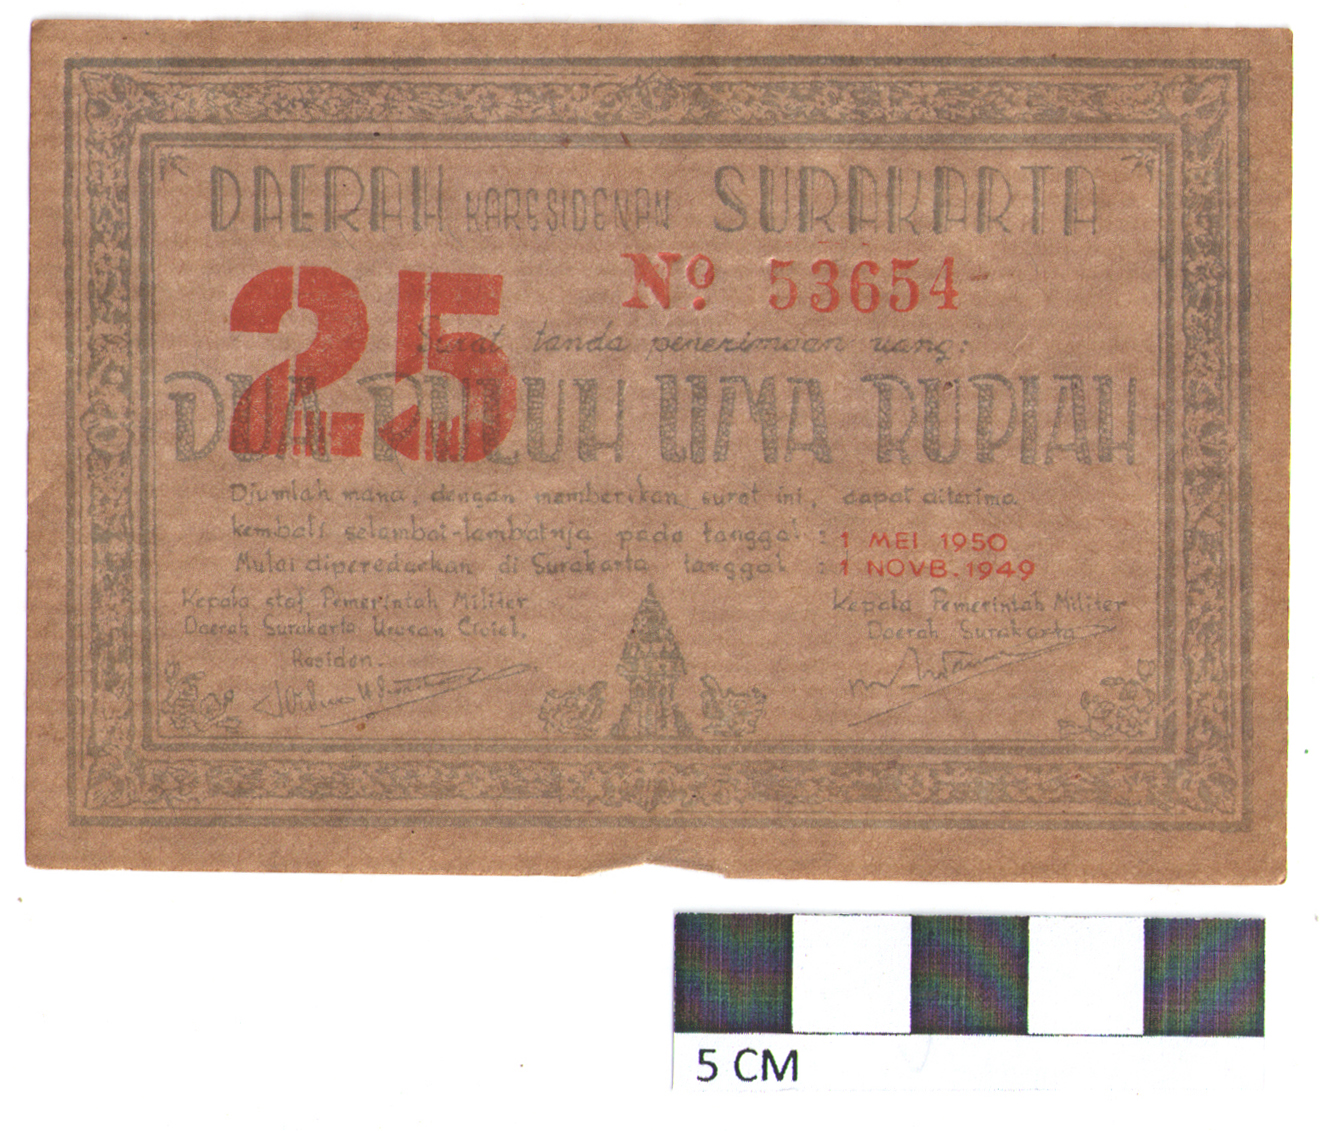 DAERAH KARESIDENAN SURAKARTA
25
No 53654
Surat tanda penerimaan uang:
DUA PULUH LIMA RUPIAH
Djumlah mana, dengan memberikan surat ini, dapat diterima
kembali selambat-lambatnja pada tanggal : 1 MEI 1950
Mulai diperedarkan di Surakarta tanggal : 1 NOVB. 1949
Kepala staf Pemerintah Militer
Daerah Surakarta Urusan Civiel,
Residen.
Kepala Pemerintah Militer
Daerah Surakarta
5 CM